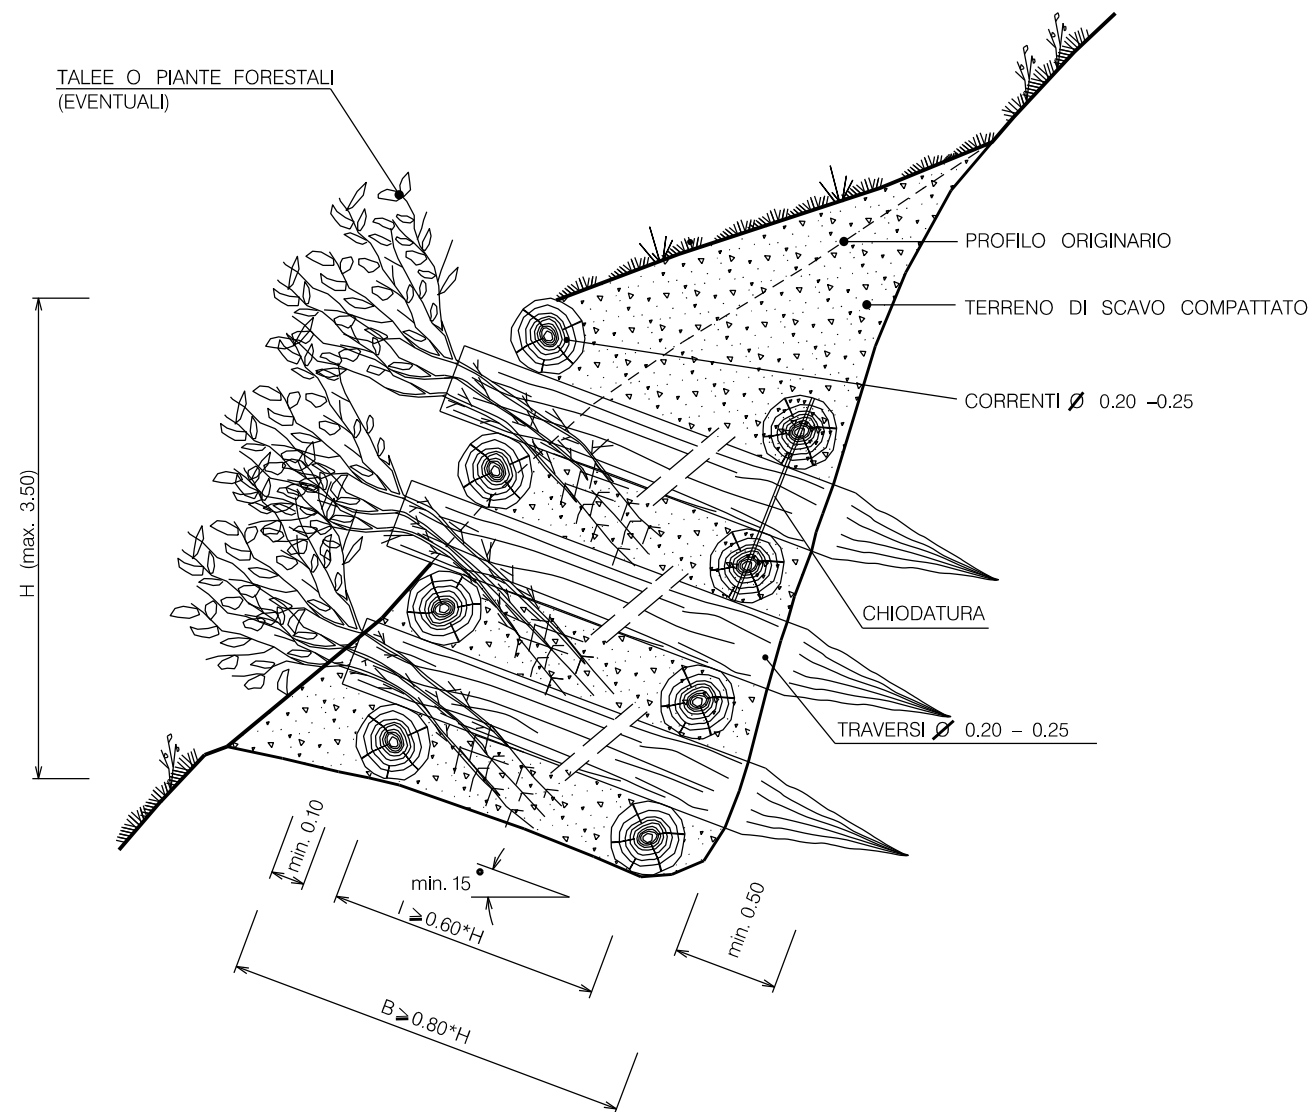 TALEE O PIANTE FORESTALI
(EVENTUALI)
PROFILO ORIGINARIO
TERRENO DI SCAVO COMPATTATO
CORRENTI Ø 0.20 -0.25
H (max. 3.50)
CHIODATURA
TRAVERSI Ø 0.20 - 0.25
min. 0.10
min. 15°
I ≥ 0.60*H
min. 0.50
B ≥ 0.80*H